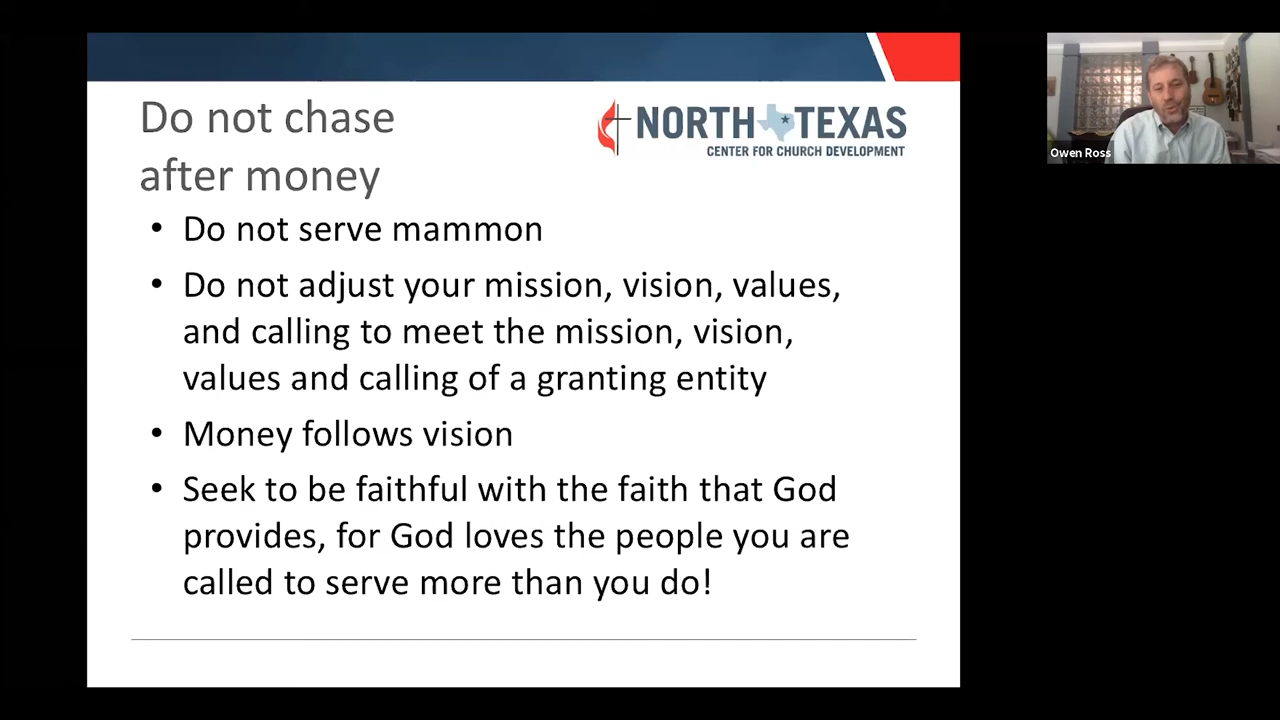 Do not chase
after money
NORTH TEXAS
CENTER FOR CHURCH DEVELOPMENT
• Do not serve mammon
• Do not adjust your mission, vision, values,
and calling to meet the mission, vision,
values and calling of a granting entity
• Money follows vision
• Seek to be faithful with the faith that God
provides, for God loves the people you are
called to serve more than you do!
Owen Ross